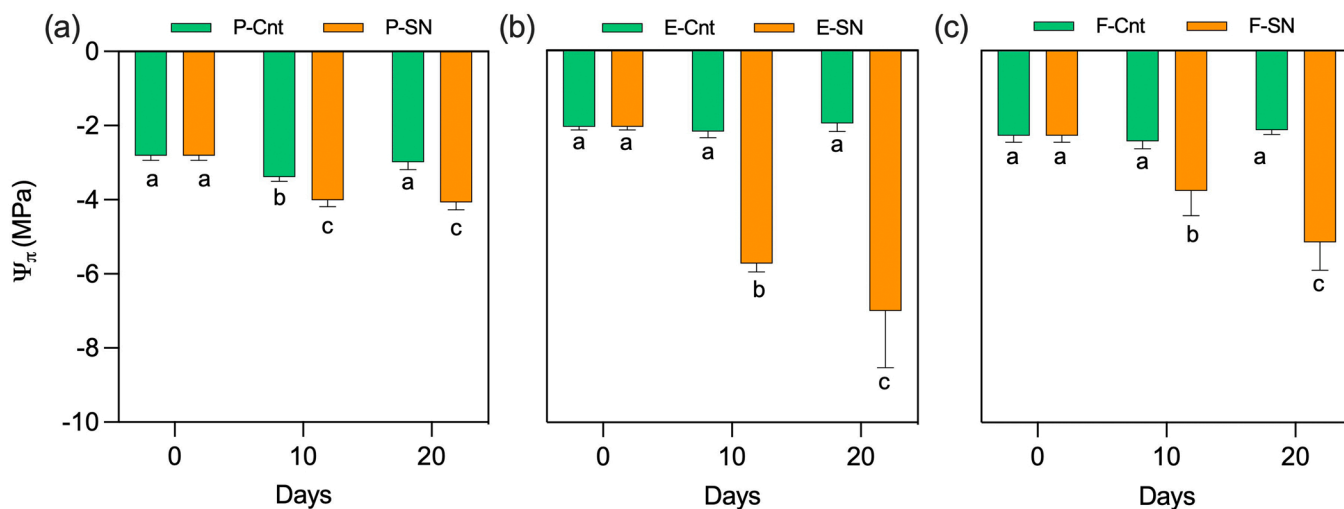 (a) P-Cnt P-SN
(b) E-Cnt E-SN
(c) F-Cnt F-SN
Ψπ (MPa)
0
-2
-4
-6
-8
-10
a a b c a c
0 10 20
Days
a a a b a c
0 10 20
Days
a a a b a c
0 10 20
Days